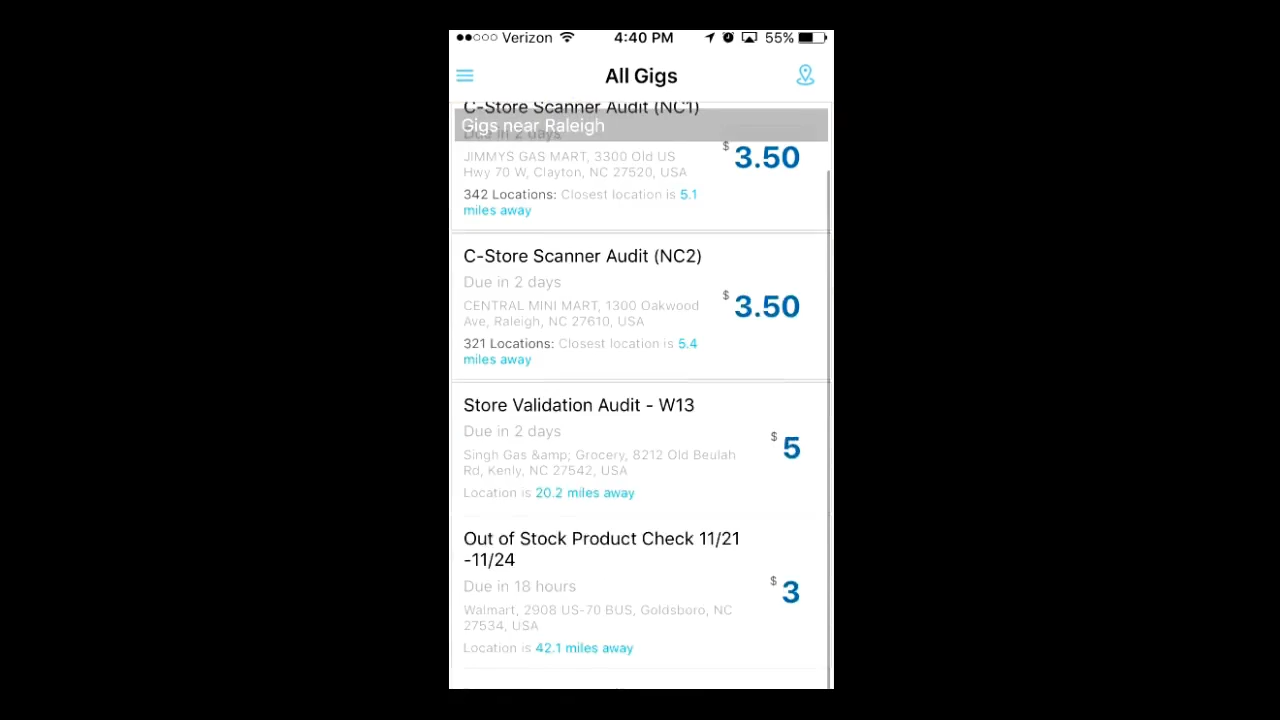 Verizon 4:40 PM 55%
All Gigs
C-Store Scanner Audit (NC1)
Gigs near Raleigh
Due in 2 days
JIMMYS GAS MART, 3300 Old US
Hwy 70 W, Clayton, NC 27520, USA
$ 3.50
342 Locations: Closest location is 5.1
miles away
C-Store Scanner Audit (NC2)
Due in 2 days
CENTRAL MINI MART, 1300 Oakwood
Ave, Raleigh, NC 27610, USA
$ 3.50
321 Locations: Closest location is 5.4
miles away
Store Validation Audit - W13
Due in 2 days
Singh Gas &amp; Grocery, 8212 Old Beulah
Rd, Kenly, NC 27542, USA
$ 5
Location is 20.2 miles away
Out of Stock Product Check 11/21
-11/24
Due in 18 hours
Walmart, 2908 US-70 BUS, Goldsboro, NC
27534, USA
$ 3
Location is 42.1 miles away